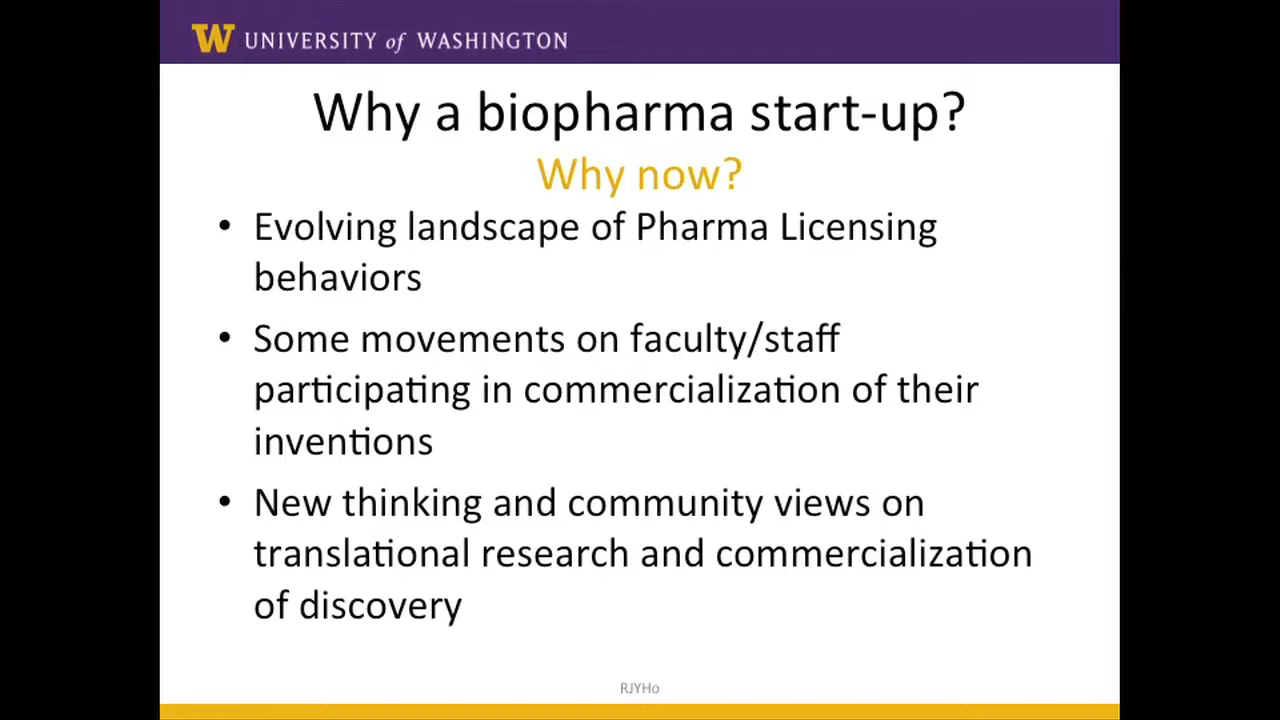 W UNIVERSITY of WASHINGTON
Why a biopharma start-up?
Why now?
• Evolving landscape of Pharma Licensing
behaviors
• Some movements on faculty/staff
participating in commercialization of their
inventions
• New thinking and community views on
translational research and commercialization
of discovery
RJYHo